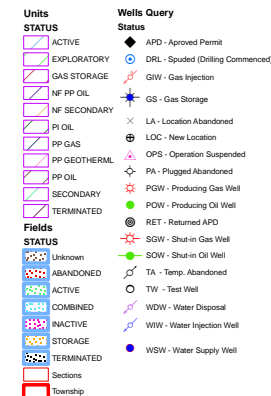 Units
STATUS
ACTIVE
EXPLORATORY
GAS STORAGE
NF PP OIL
NF SECONDARY
PI OIL
PP GAS
PP GEOTHERML
PP OIL
SECONDARY
TERMINATED
Fields
STATUS
Unknown
ABANDONED
ACTIVE
COMBINED
INACTIVE
STORAGE
TERMINATED
Sections
Township
Wells Query
Status
APD - Aproved Permit
DRL - Spuded (Drilling Commenced)
GIW - Gas Injection
GS - Gas Storage
LA - Location Abandoned
LOC - New Location
OPS - Operation Suspended
PA - Plugged Abandoned
PGW - Producing Gas Well
POW - Producing Oil Well
RET - Returned APD
SGW - Shut-in Gas Well
SOW - Shut-in Oil Well
TA - Temp. Abandoned
TW - Test Well
WDW - Water Disposal
WIW - Water Injection Well
WSW - Water Supply Well